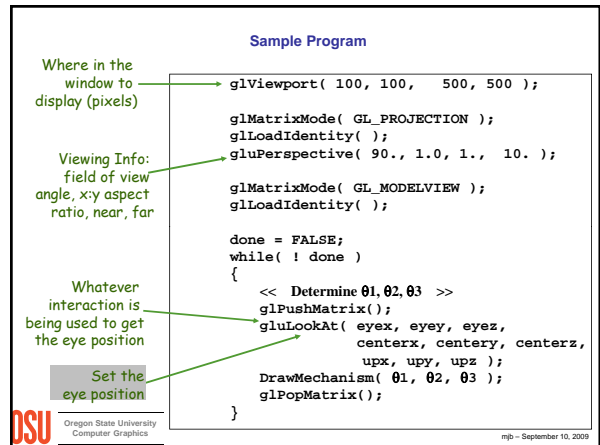 Sample Program
Where in the
window to
display (pixels)
glViewport( 100, 100, 500, 500 );
glMatrixMode( GL_PROJECTION );
glLoadIdentity( );
Viewing Info:
field of view
angle, x:y aspect
ratio, near, far
gluPerspective( 90., 1.0, 1., 10. );
glMatrixMode( GL_MODELVIEW );
glLoadIdentity( );
done = FALSE;
while( ! done )
{
<< Determine θ1, θ2, θ3 >>
glPushMatrix();
Whatever
interaction is
being used to get
the eye position
gluLookAt( eyex, eyey, eyez,
centerx, centery, centerz,
upx, upy, upz );
Set the
eye position
DrawMechanism( θ1, θ2, θ3 );
glPopMatrix();
}
OSU
Oregon State University
Computer Graphics
mjb – September 10, 2009